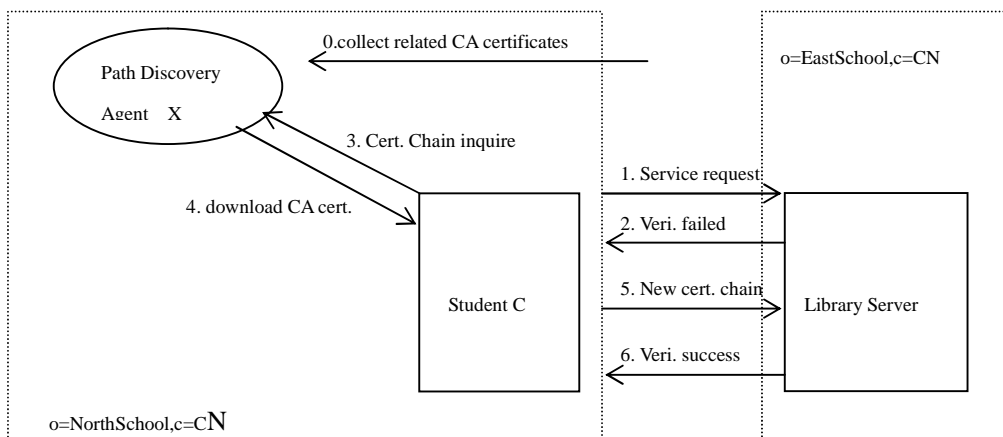 0.collect related CA certificates
o=EastSchool,c=CN
Path Discovery
Agent X
3. Cert. Chain inquire
1. Service request
4. download CA cert.
2. Veri. failed
5. New cert. chain
Student C
Library Server
6. Veri. success
o=NorthSchool,c=CN